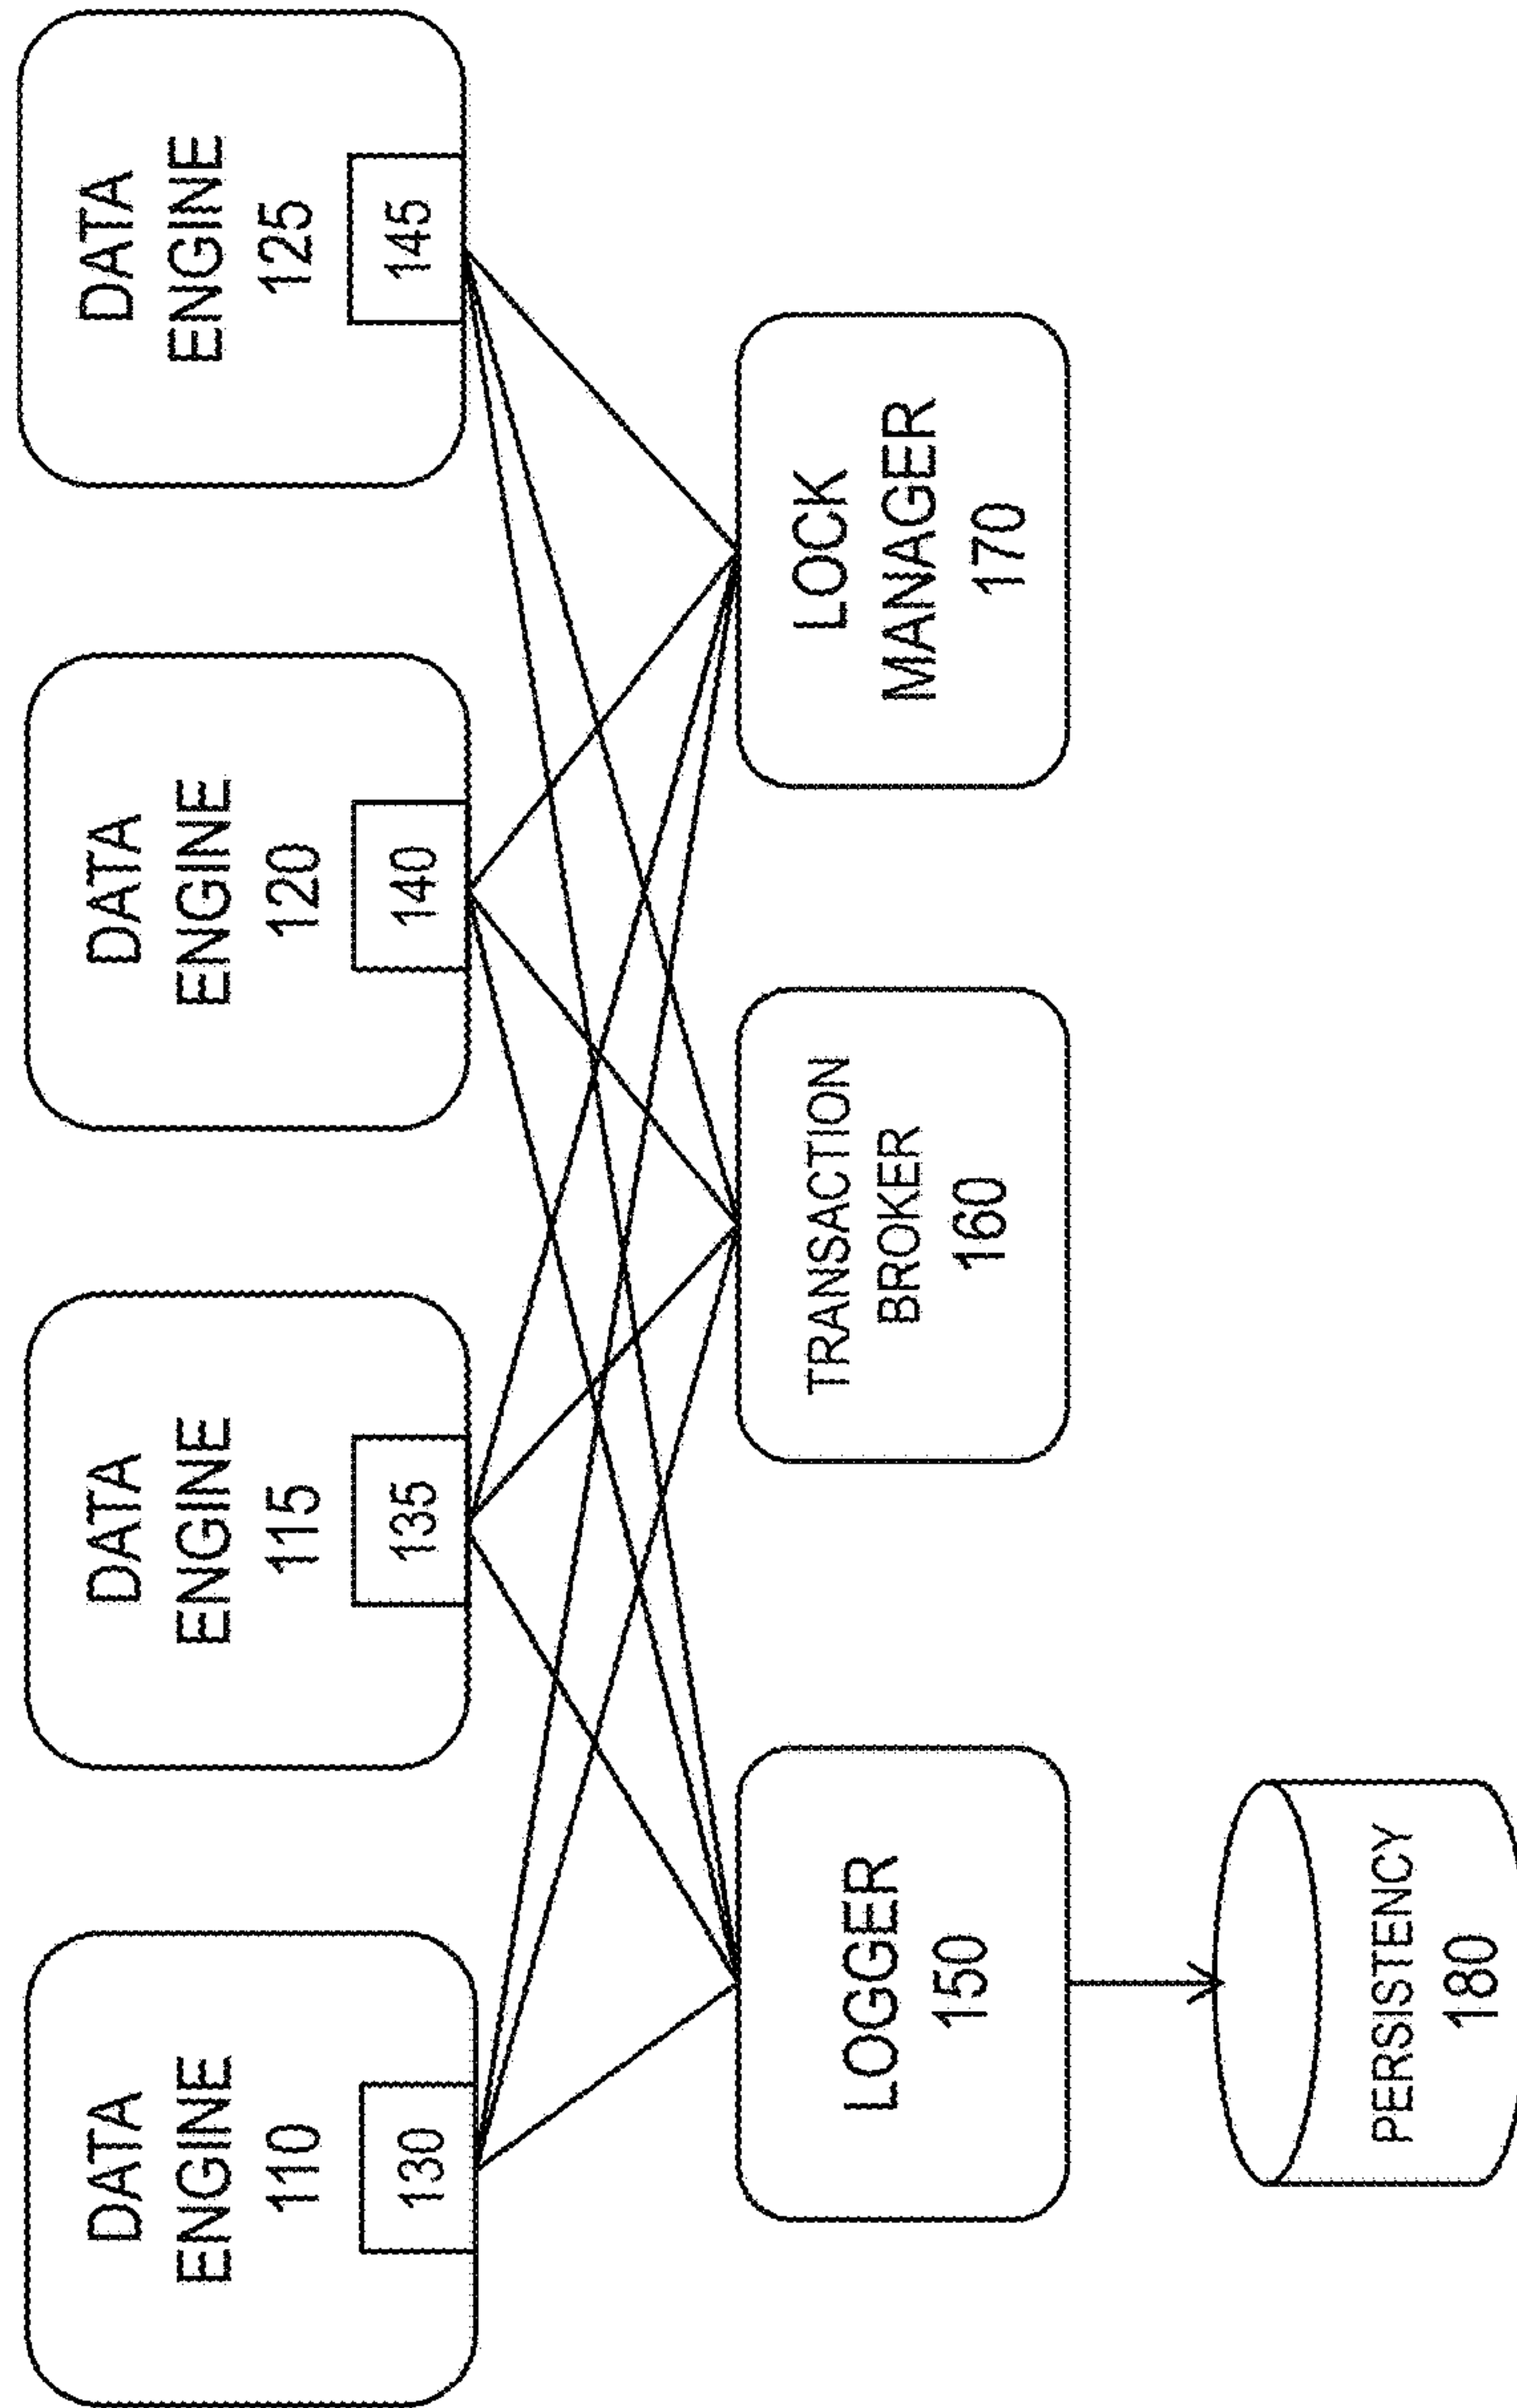 DATA
ENGINE
110
130
DATA
ENGINE
115
135
DATA
ENGINE
120
140
DATA
ENGINE
125
145
LOGGER
150
TRANSACTION
BROKER
160
LOCK
MANAGER
170
PERSISTENCY
180